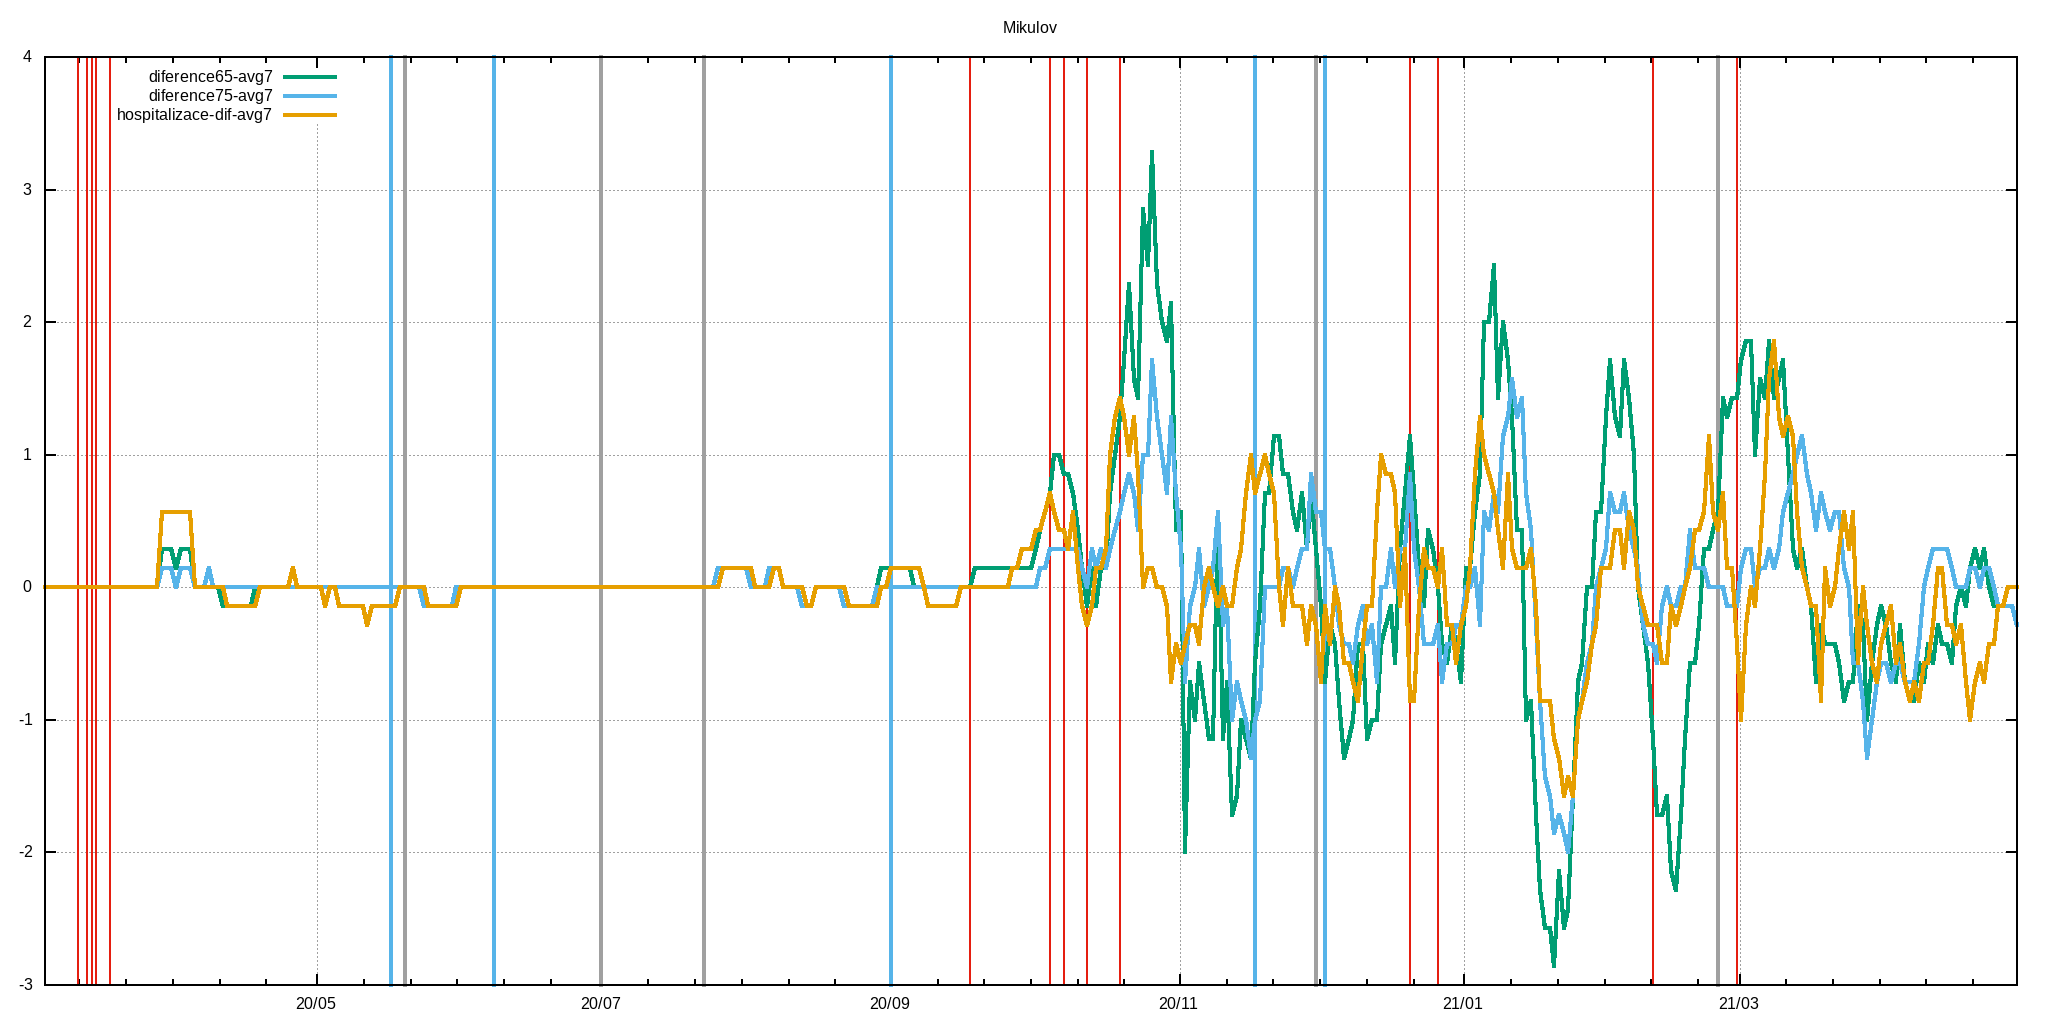 Mikulov
4
diference65-avg7
diference75-avg7
hospitalizace-dif-avg7
3
2
1
0
-1
-2
-3
20/05 20/07 20/09 20/11 21/01 21/03